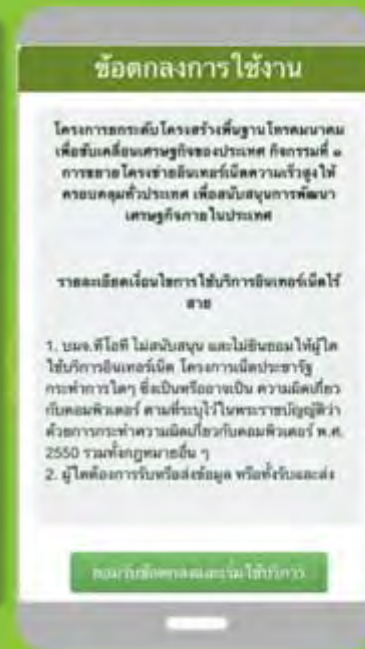 ข้อตกลงการใช้งาน
โครงการยกระดับโครงสร้างพื้นฐานโทรคมนาคม
เพื่อขับเคลื่อนเศรษฐกิจของประเทศ กิจกรรมที่ ๑
การขยายโครงข่ายอินเทอร์เน็ตความเร็วสูงให้
ครอบคลุมทั่วประเทศ เพื่อสนับสนุนการพัฒนา
เศรษฐกิจภายในประเทศ
รายละเอียดเงื่อนไขการใช้บริการอินเทอร์เน็ตไร้
สาย
1. บมจ.ทีโอที ไม่สนับสนุน และไม่ยินยอมให้ผู้ใด
ใช้บริการอินเทอร์เน็ต โครงการเน็ตประชารัฐ
กระทำการใดๆ ซึ่งเป็นหรืออาจเป็น ความผิดเกี่ยว
กับคอมพิวเตอร์ ตามที่ระบุไว้ในพระราชบัญญัติว่า
ด้วยการกระทำความผิดเกี่ยวกับคอมพิวเตอร์ พ.ศ.
2550 รวมทั้งกฎหมายอื่น ๆ
2. ผู้ใดต้องการรับหรือส่งข้อมูล หรือทั้งรับและส่ง
ยอมรับข้อตกลงและเริ่มใช้บริการ